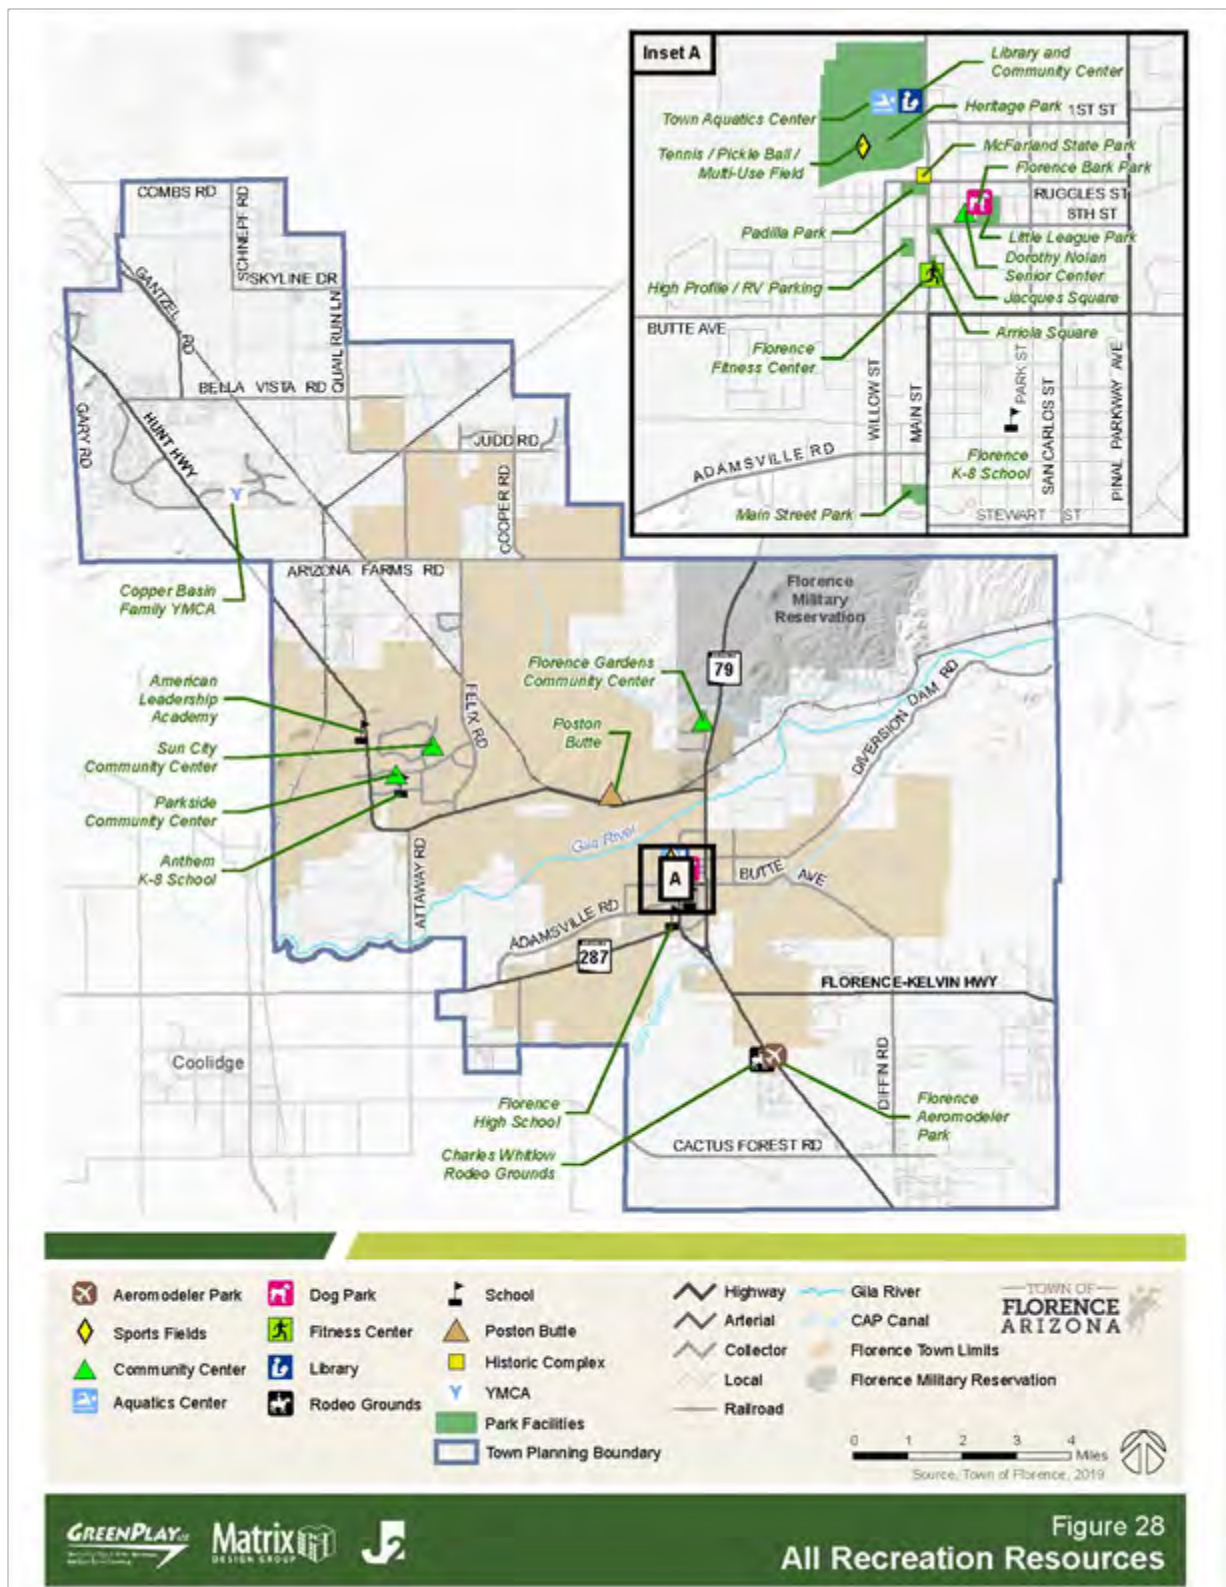 Inset A
Library and
Community Center
Town Aquatics Center
Heritage Park
1ST ST
Tennis / Pickle Ball /
Multi-Use Field
McFarland State Park
Florence Bark Park
RUGGLES ST
8TH ST
Padilla Park
Little League Park
Dorothy Nolan
Senior Center
High Profile / RV Parking
Jacques Square
BUTTE AVE
Arriola Square
Florence
Fitness Center
WILLOW ST
MAIN ST
PARK ST
SAN CARLOS ST
PINAL PARKWAY AVE
ADAMSVILLE RD
Florence
K-8 School
Main Street Park
STEWART ST
COMBS RD
SCHNEPF RD
SKYLINE DR
GANTZEL RD
QUAIL RUN LN
BELLA VISTA RD
GARY RD
HUNT HWY
JUDD RD
COOPER RD
ARIZONA FARMS RD
Copper Basin
Family YMCA
Florence
Military
Reservation
79
Florence Gardens
Community Center
American
Leadership
Academy
FELIX RD
Poston
Butte
DIVERSION DAM RD
Sun City
Community Center
Parkside
Community Center
Gila River
Anthem
K-8 School
ATTAWAY RD
A
BUTTE AVE
ADAMSVILLE RD
287
FLORENCE-KELVIN HWY
Coolidge
DIFFIN RD
Florence
High School
Florence
Aeromodeler
Park
CACTUS FOREST RD
Charles Whitlow
Rodeo Grounds
Aeromodeler Park
Sports Fields
Community Center
Aquatics Center
Dog Park
Fitness Center
Library
Rodeo Grounds
School
Poston Butte
Historic Complex
YMCA
Park Facilities
Town Planning Boundary
Highway
Arterial
Collector
Local
Railroad
Gila River
CAP Canal
Florence Town Limits
Florence Military Reservation
TOWN OF
FLORENCE
ARIZONA
0 1 2 3 4
Miles
Source, Town of Florence, 2019
GREENPLAY LLC
Matrix
DESIGN GROUP
J2
Figure 28
All Recreation Resources